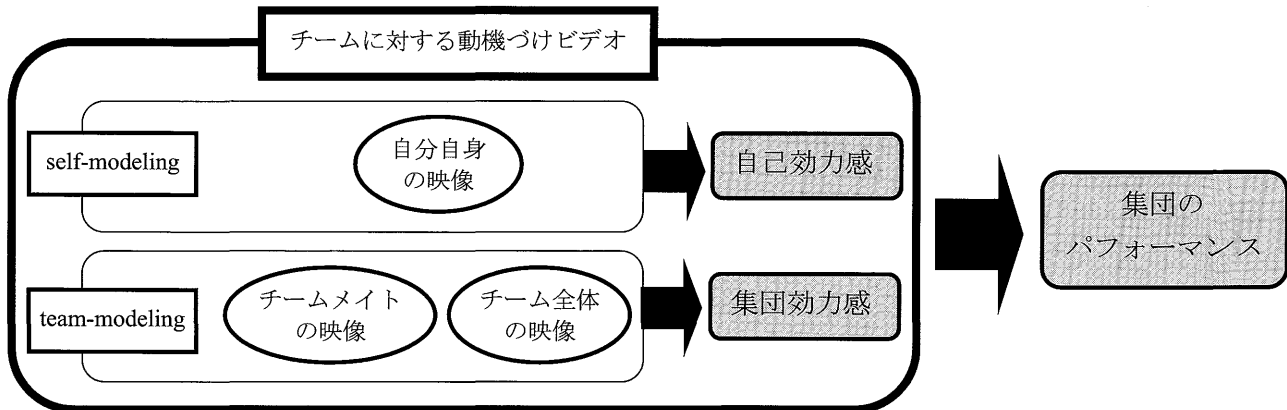 チームに対する動機づけビデオ
self-modeling
自分自身
の映像
自己効力感
team-modeling
チームメイト
の映像
チーム全体
の映像
集団効力感
集団の
パフォーマンス